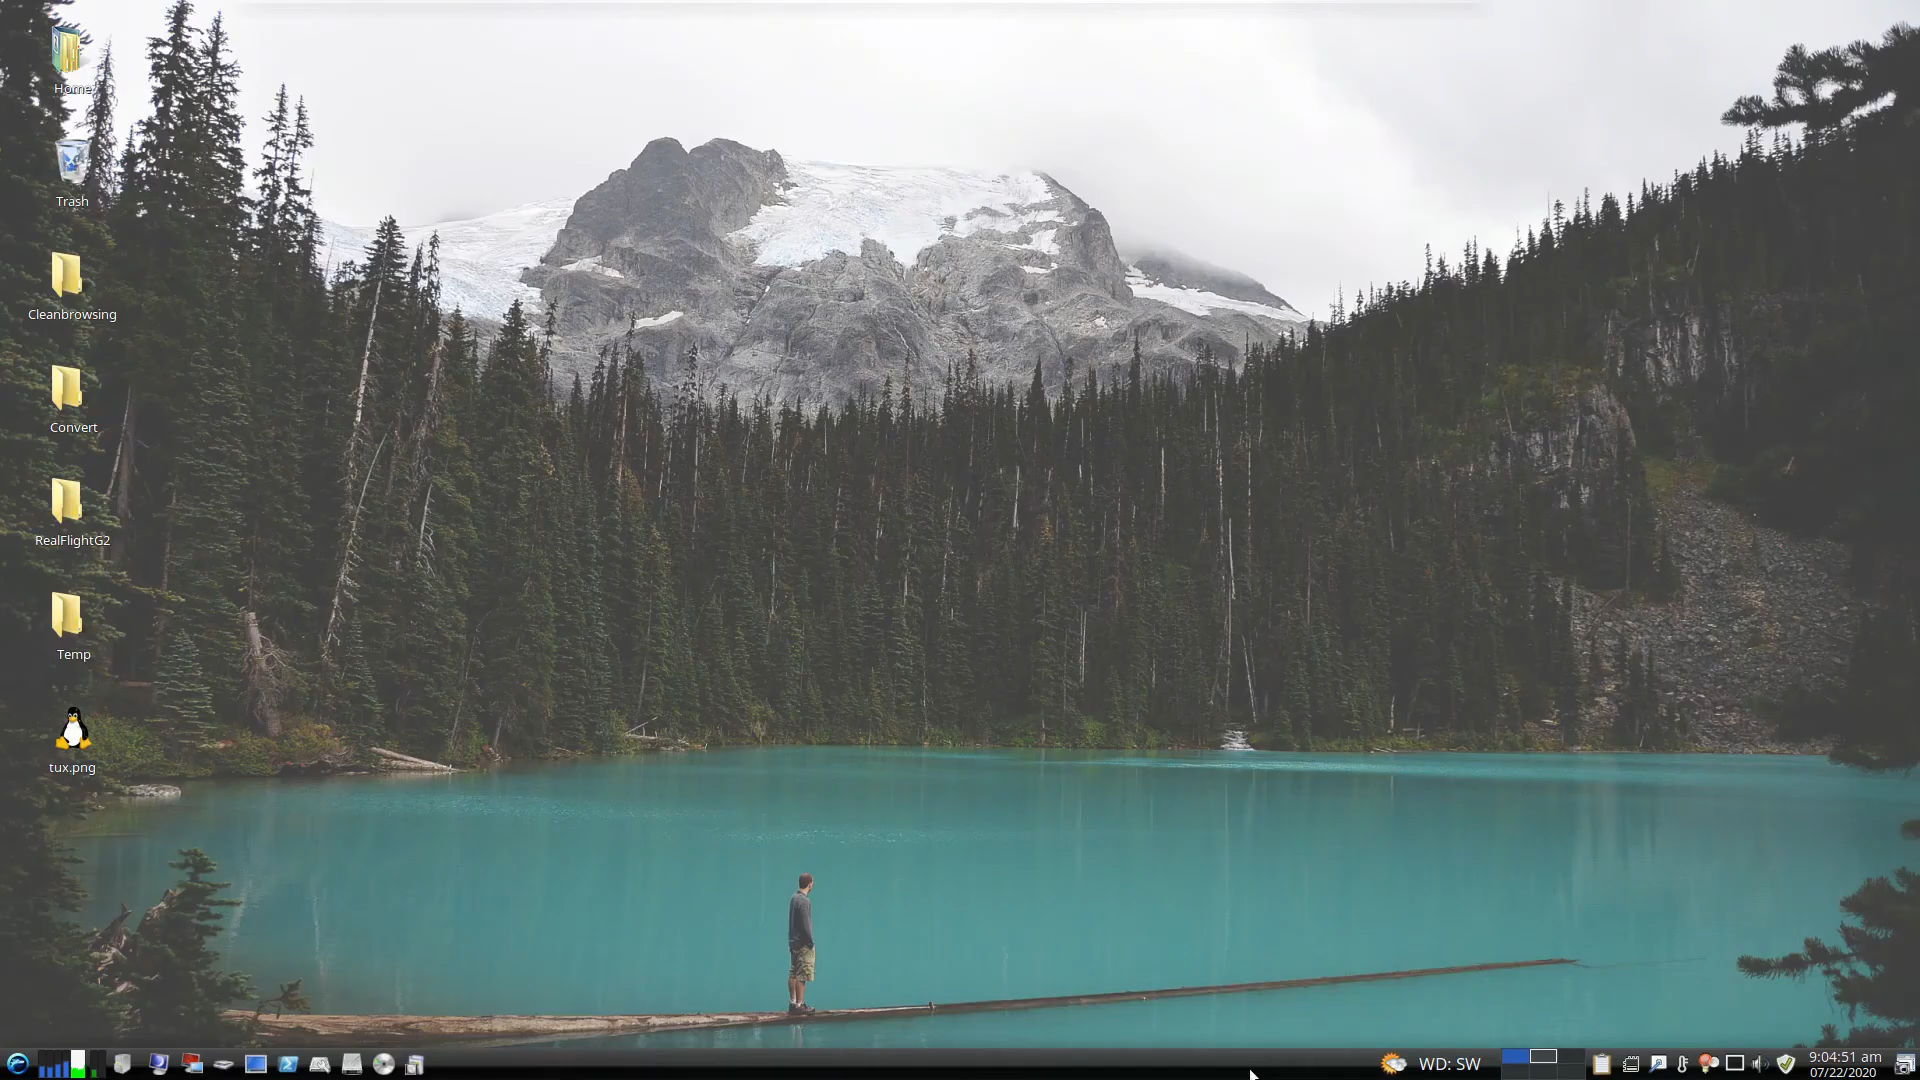 Home
Trash
Cleanbrowsing
Convert
RealFlightG2
Temp
tux.png
WD: SW
9:04:51 am
07/22/2020